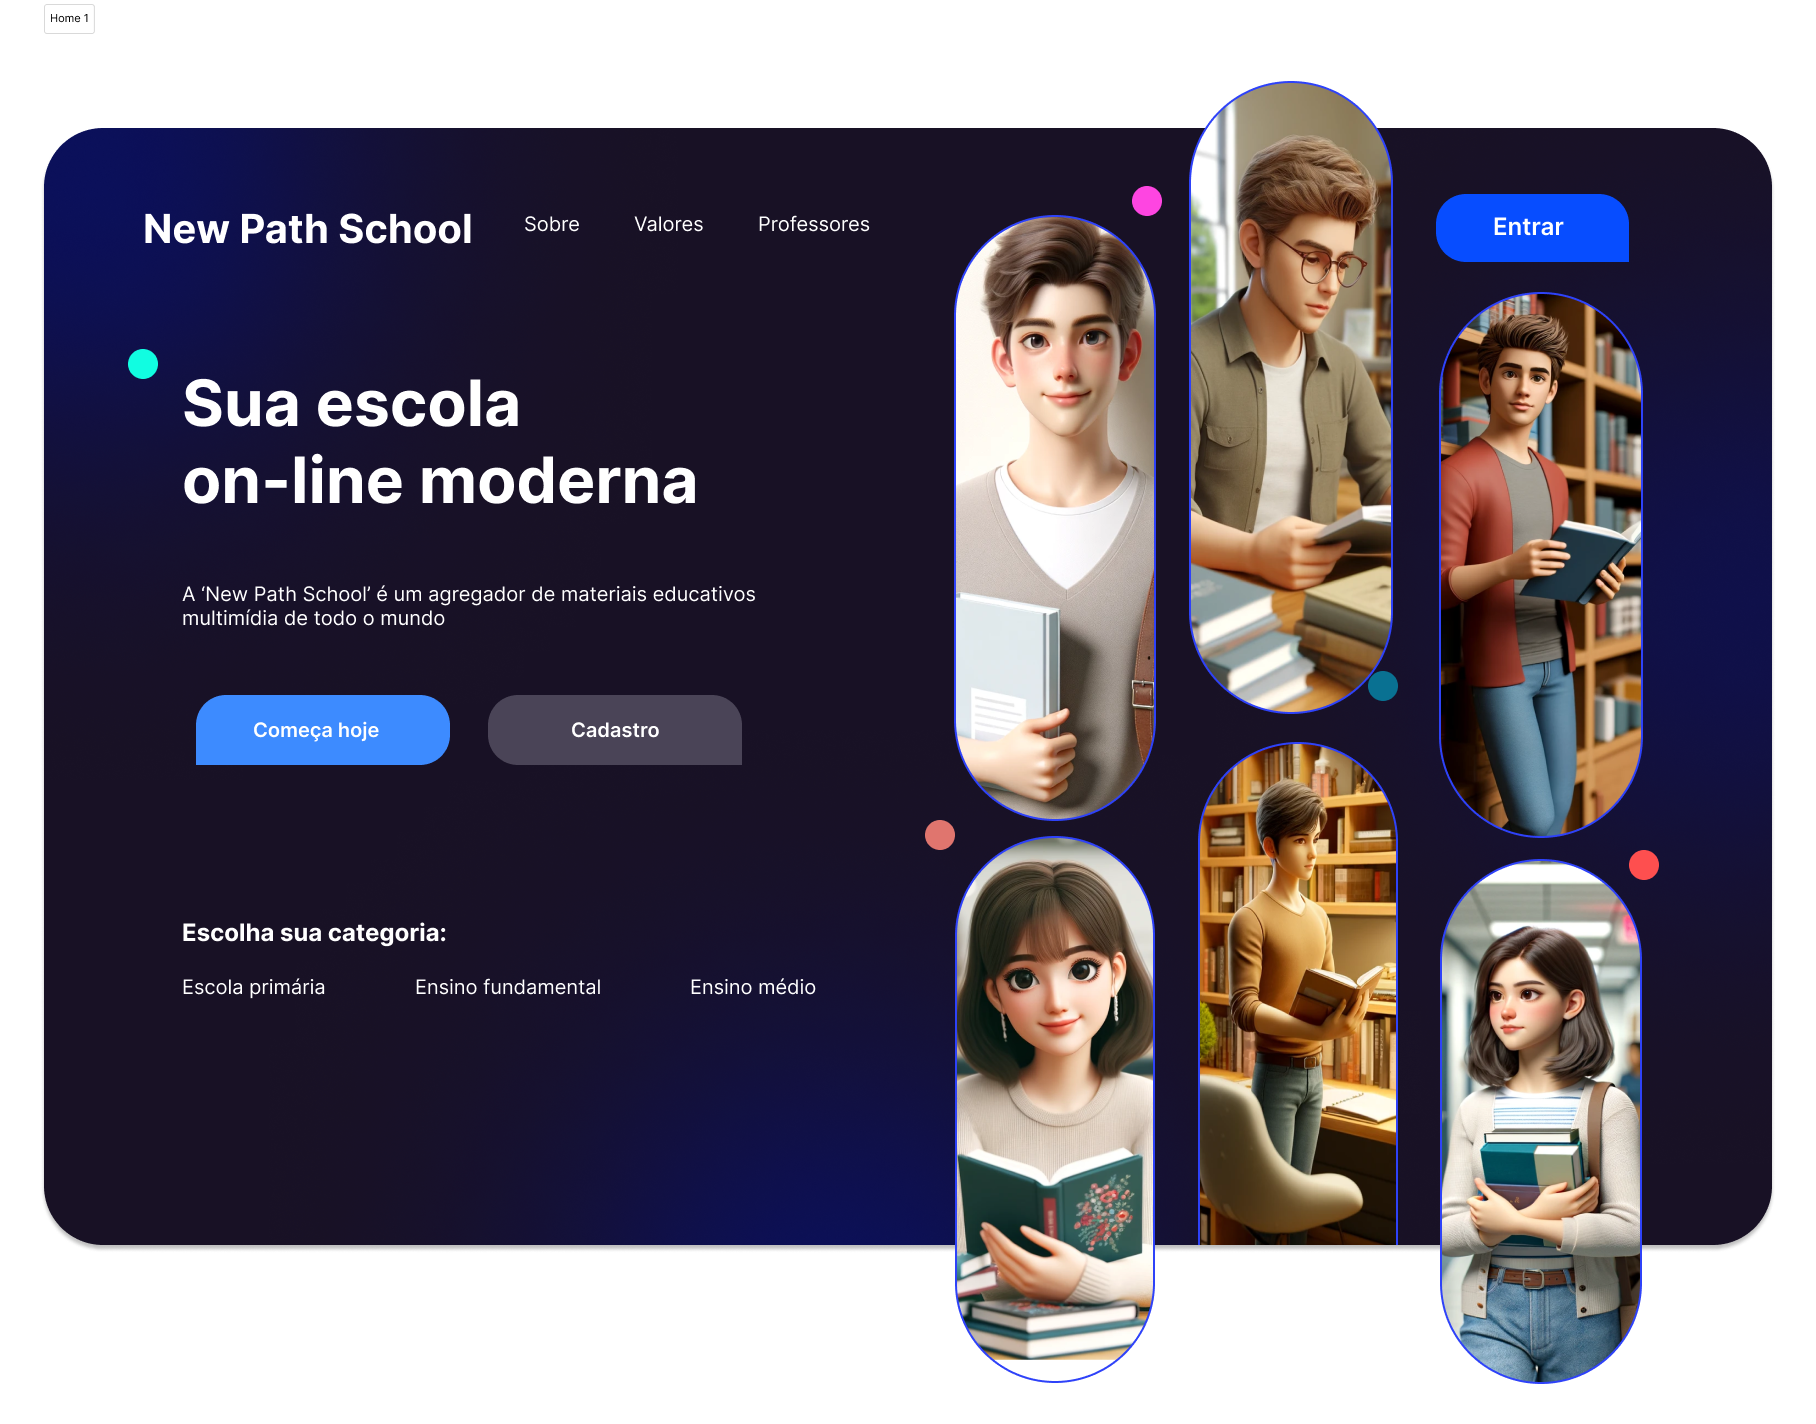 Home 1
New Path School
Sobre
Valores
Professores
Entrar
Sua escola
on-line moderna
A ‘New Path School’ é um agregador de materiais educativos
multimídia de todo o mundo
Começa hoje
Cadastro
Escolha sua categoria:
Escola primária
Ensino fundamental
Ensino médio